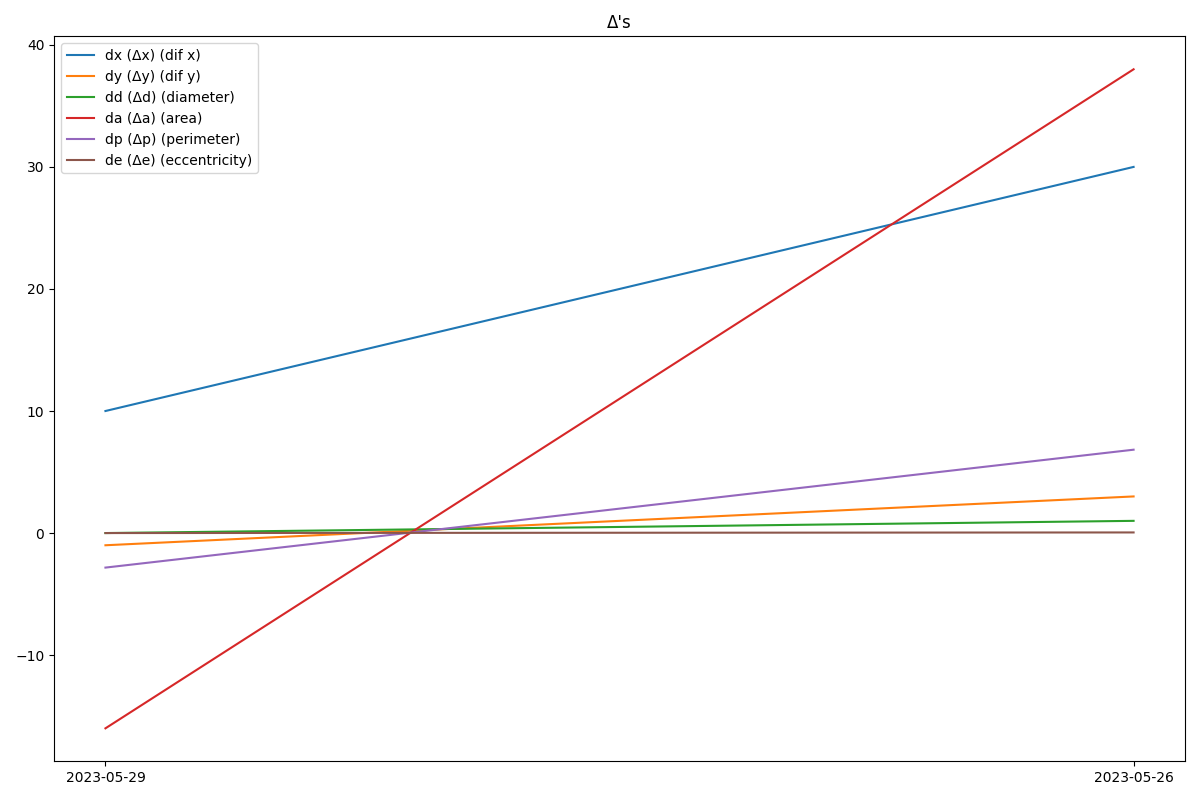 Δ's
40
30
20
10
0
−10
dx (Δx) (dif x)
dy (Δy) (dif y)
dd (Δd) (diameter)
da (Δa) (area)
dp (Δp) (perimeter)
de (Δe) (eccentricity)
2023-05-29
2023-05-26